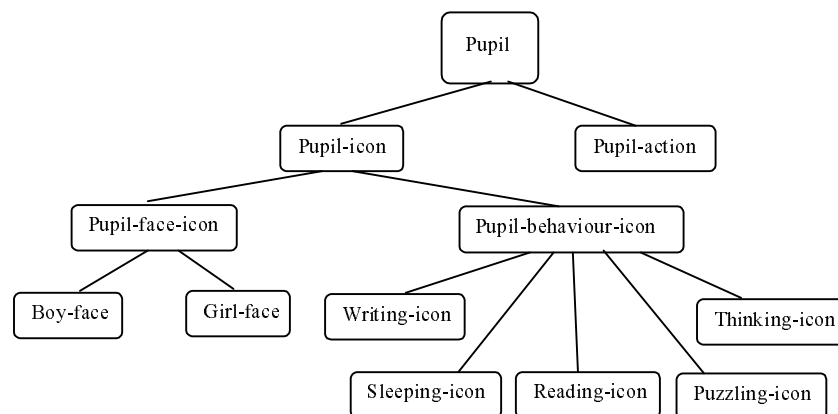 Pupil
Pupil-icon
Pupil-action
Pupil-face-icon
Pupil-behaviour-icon
Boy-face
Girl-face
Writing-icon
Thinking-icon
Sleeping-icon
Reading-icon
Puzzling-icon